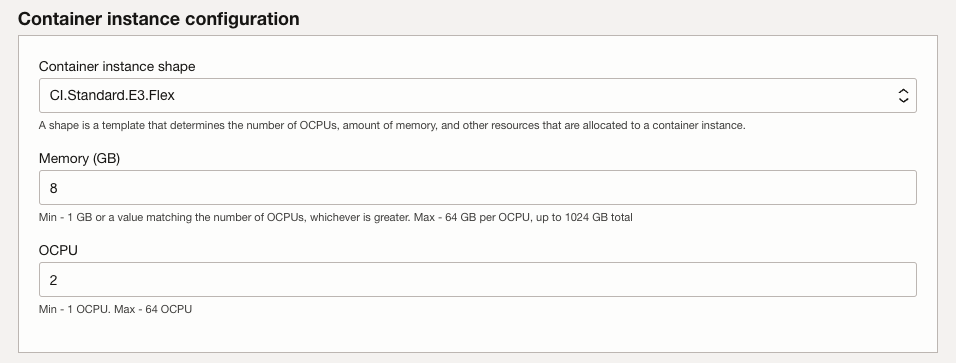 Container instance configuration
Container instance shape
CI.Standard.E3.Flex
A shape is a template that determines the number of OCPUs, amount of memory, and other resources that are allocated to a container instance.
Memory (GB)
8
Min - 1 GB or a value matching the number of OCPUs, whichever is greater. Max - 64 GB per OCPU, up to 1024 GB total
OCPU
2
Min - 1 OCPU. Max - 64 OCPU